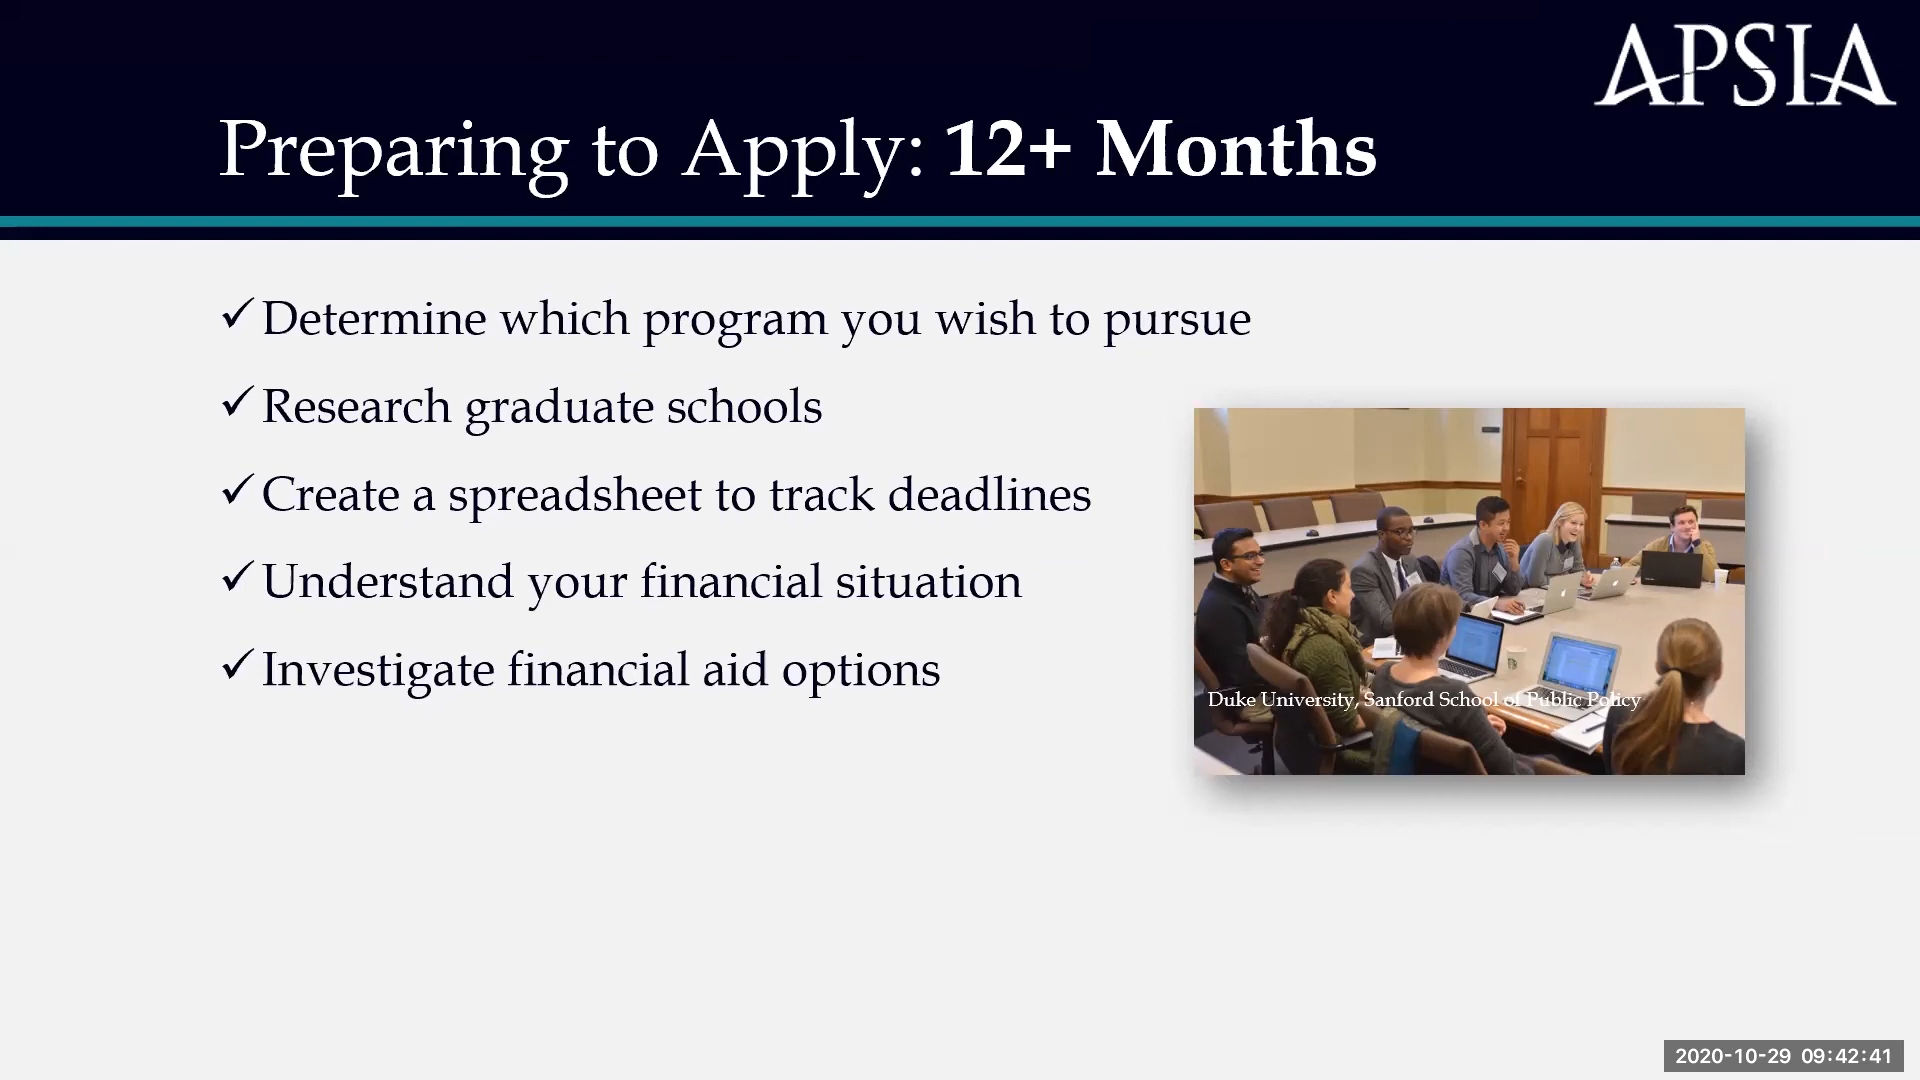 APSIA
Preparing to Apply: 12+ Months
✓ Determine which program you wish to pursue
✓ Research graduate schools
✓ Create a spreadsheet to track deadlines
✓ Understand your financial situation
✓ Investigate financial aid options
Duke University, Sanford School of Public Policy
2020-10-29 09:42:41